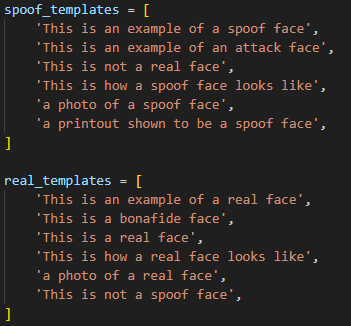 spoof_templates = [
    'This is an example of a spoof face',
    'This is an example of an attack face',
    'This is not a real face',
    'This is how a spoof face looks like',
    'a photo of a spoof face',
    'a printout shown to be a spoof face',
]
real_templates = [
    'This is an example of a real face',
    'This is a bonafide face',
    'This is a real face',
    'This is how a real face looks like',
    'a photo of a real face',
    'This is not a spoof face',
]